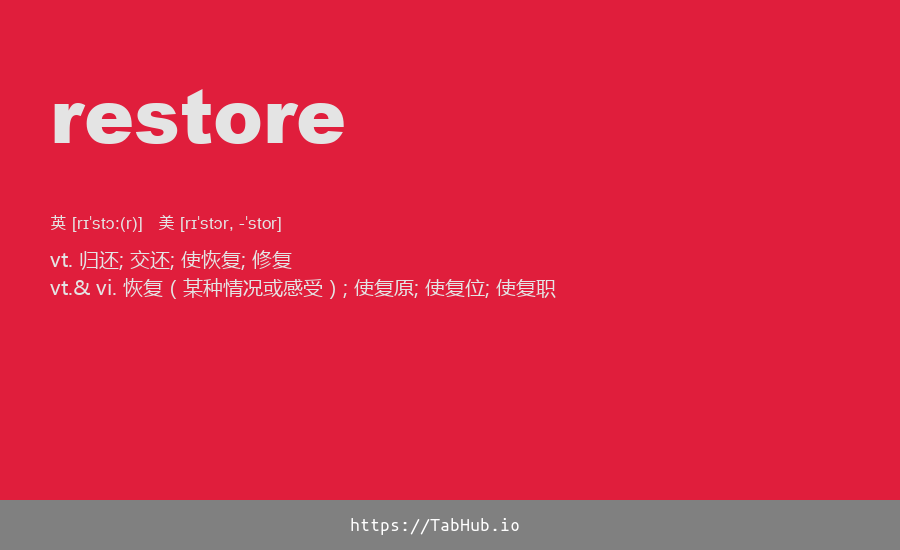 restore
英 [rɪˈstɔ:(r)]   美 [rɪˈstɔr, -ˈstor]
vt. 归还; 交还; 使恢复; 修复
vt.& vi. 恢复（某种情况或感受）; 使复原; 使复位; 使复职
https://TabHub.io